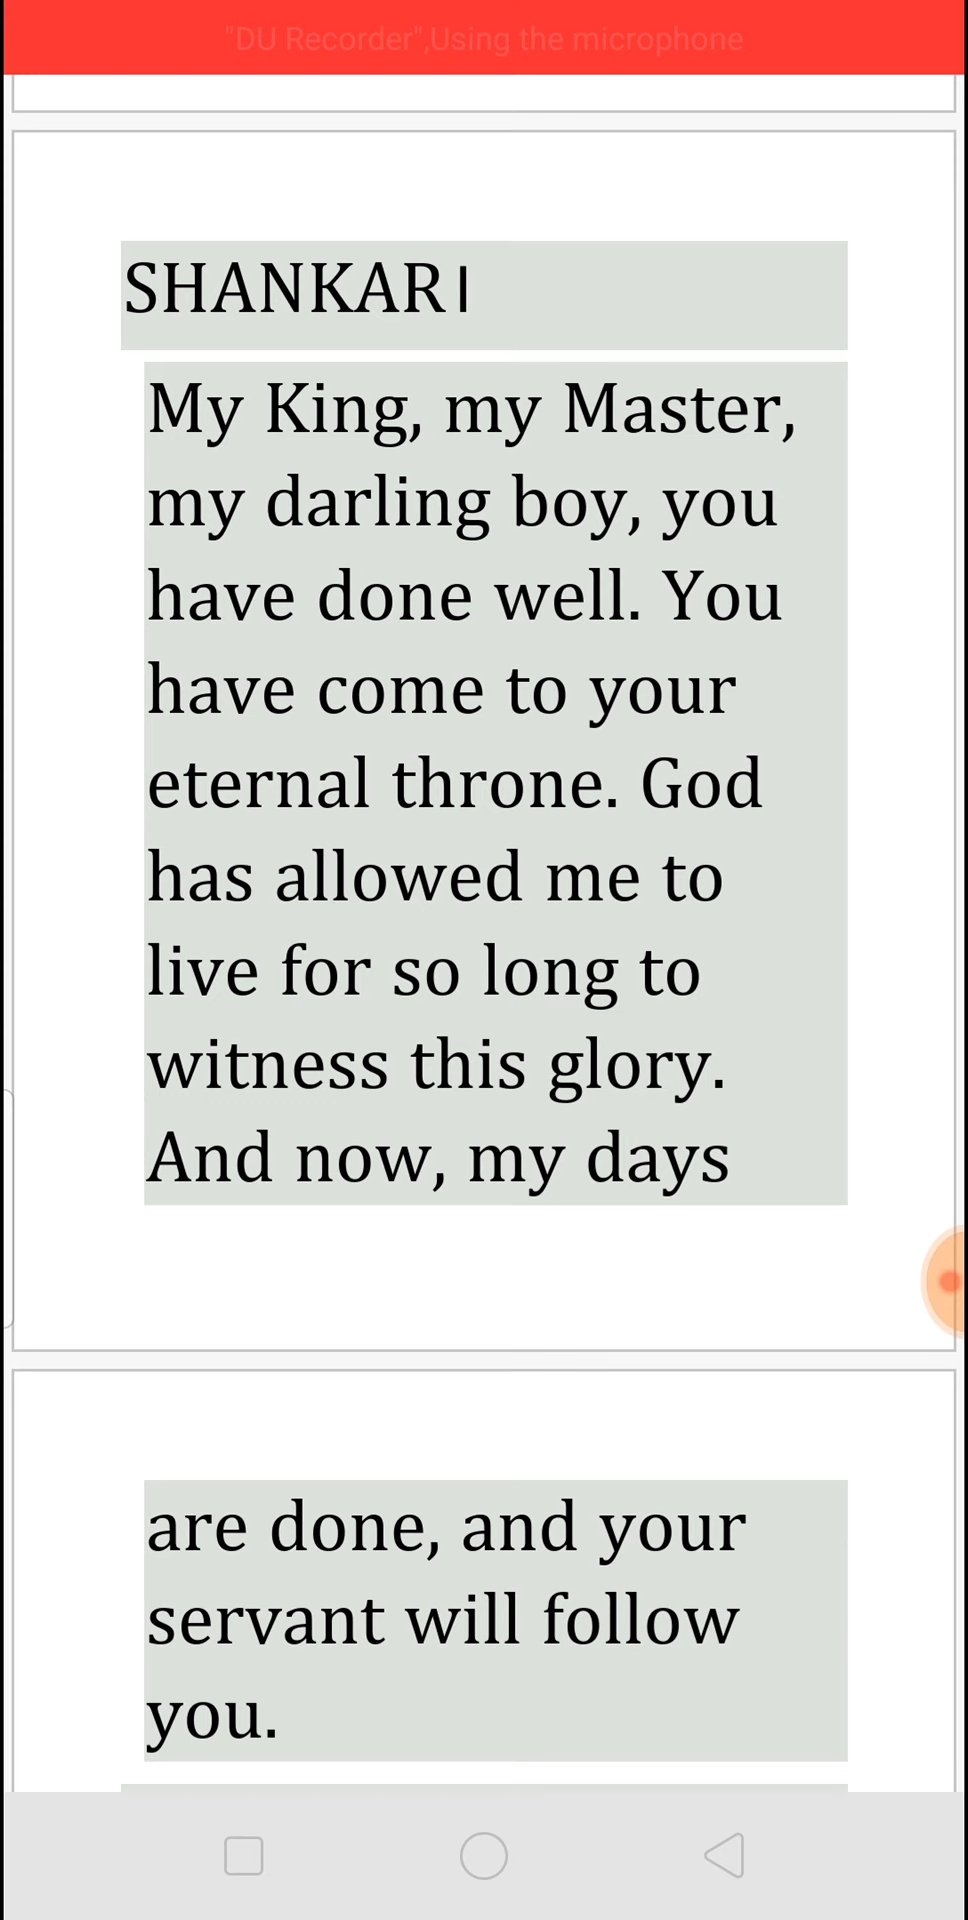 "DU Recorder",Using the microphone
SHANKAR।
My King, my Master,
my darling boy, you
have done well. You
have come to your
eternal throne. God
has allowed me to
live for so long to
witness this glory.
And now, my days
are done, and your
servant will follow
you.